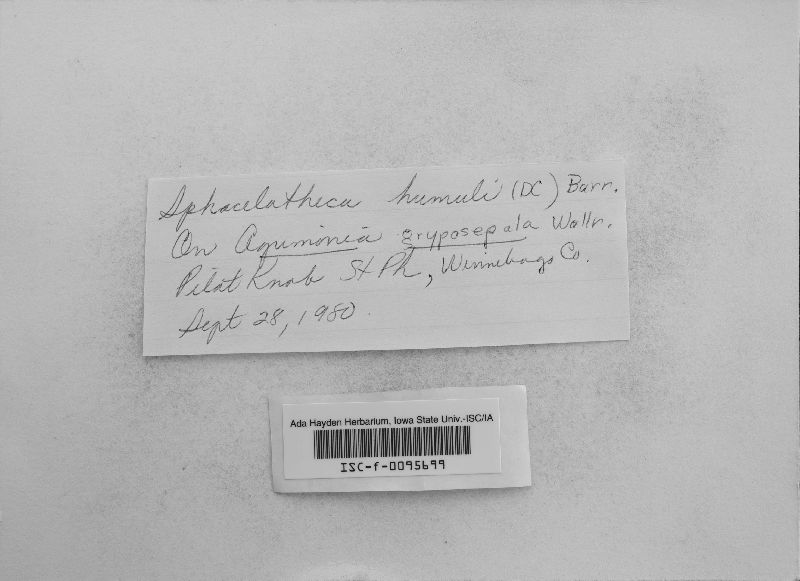 Sphacelatheca humuli (DC) Burr.
On Agrimonia gryposepala Wallr.
Pilot Knob St Pk, Winnebago Co.
Sept 28, 1980.
Ada Hayden Herbarium, Iowa State Univ.-ISC/IA
ISC-f-0095699